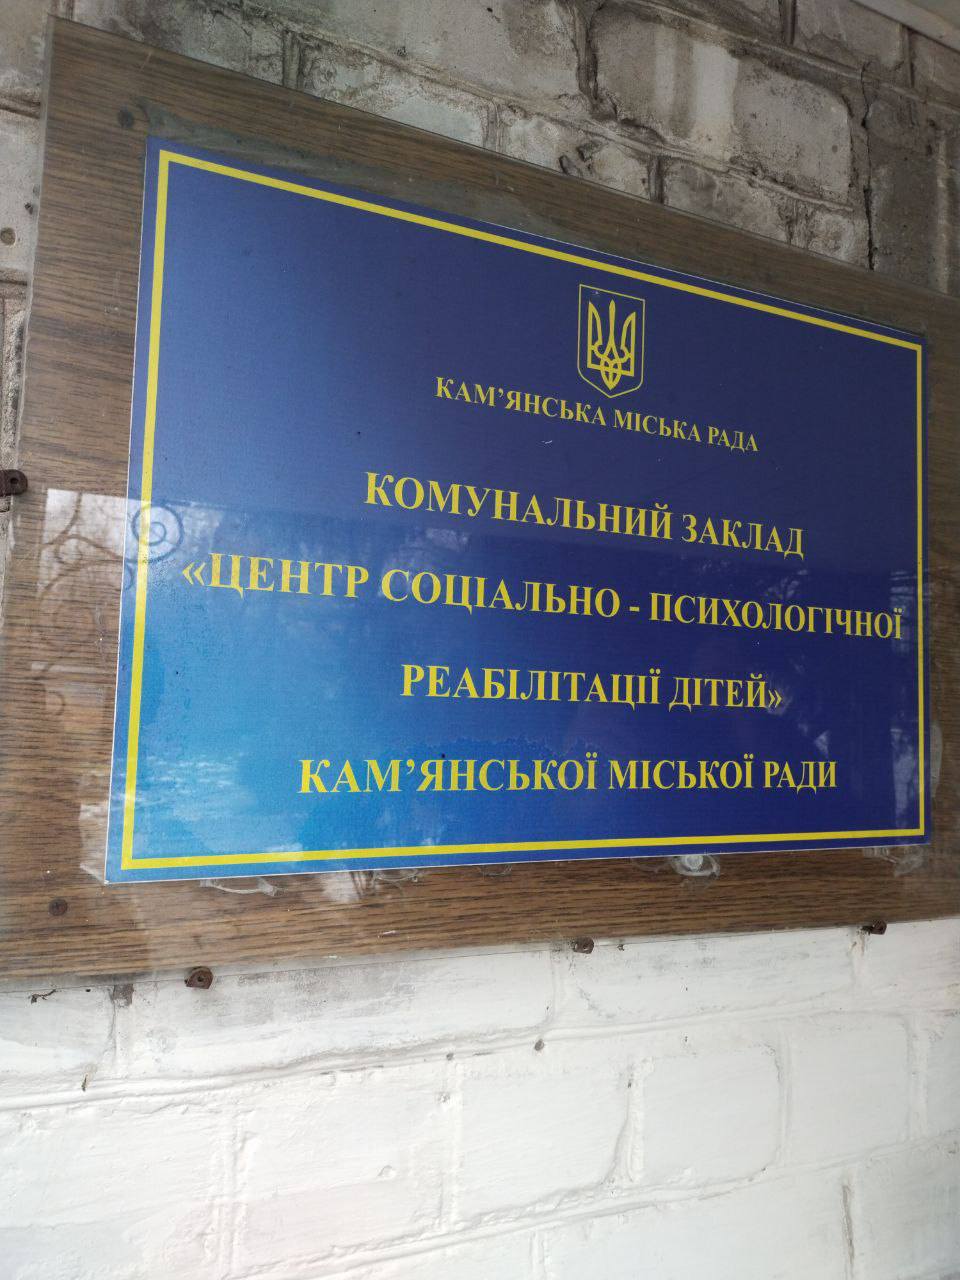 КАМ’ЯНСЬКА МІСЬКА РАДА
КОМУНАЛЬНИЙ ЗАКЛАД
«ЦЕНТР СОЦІАЛЬНО - ПСИХОЛОГІЧНОЇ
РЕАБІЛІТАЦІЇ ДІТЕЙ»
КАМ’ЯНСЬКОЇ МІСЬКОЇ РАДИ